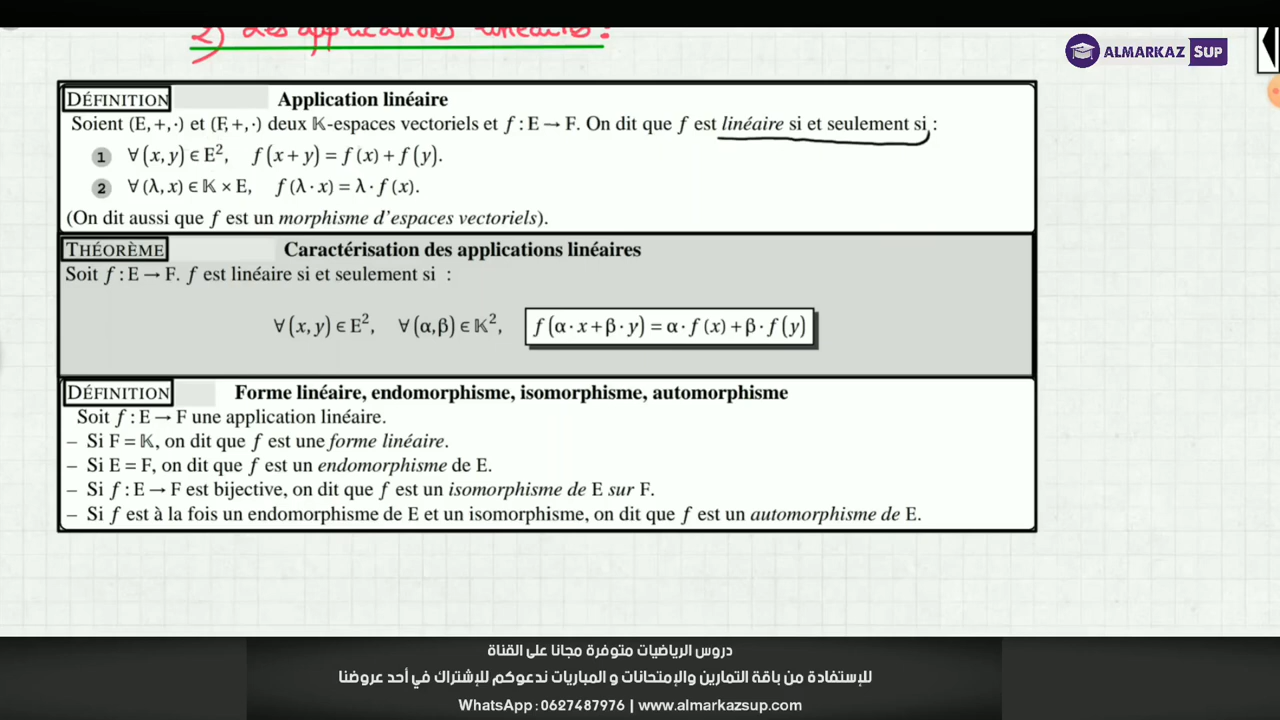 2) Les applications linéaires :
ALMARKAZ SUP
DÉFINITION Application linéaire
Soient (E, +, ·) et (F, +, ·) deux 𝕂-espaces vectoriels et f : E → F. On dit que f est linéaire si et seulement si :
1 ∀(x, y) ∈ E², f(x + y) = f(x) + f(y).
2 ∀(λ, x) ∈ 𝕂 × E, f(λ · x) = λ · f(x).
(On dit aussi que f est un morphisme d'espaces vectoriels).
THÉORÈME Caractérisation des applications linéaires
Soit f : E → F. f est linéaire si et seulement si :
∀(x, y) ∈ E², ∀(α, β) ∈ 𝕂², f(α · x + β · y) = α · f(x) + β · f(y)
DÉFINITION Forme linéaire, endomorphisme, isomorphisme, automorphisme
Soit f : E → F une application linéaire.
– Si F = 𝕂, on dit que f est une forme linéaire.
– Si E = F, on dit que f est un endomorphisme de E.
– Si f : E → F est bijective, on dit que f est un isomorphisme de E sur F.
– Si f est à la fois un endomorphisme de E et un isomorphisme, on dit que f est un automorphisme de E.
دروس الرياضيات متوفرة مجانا على القناة
للإستفادة من باقة التمارين والإمتحانات و المباريات ندعوكم للإشتراك في أحد عروضنا
WhatsApp : 0627487976 | www.almarkazsup.com